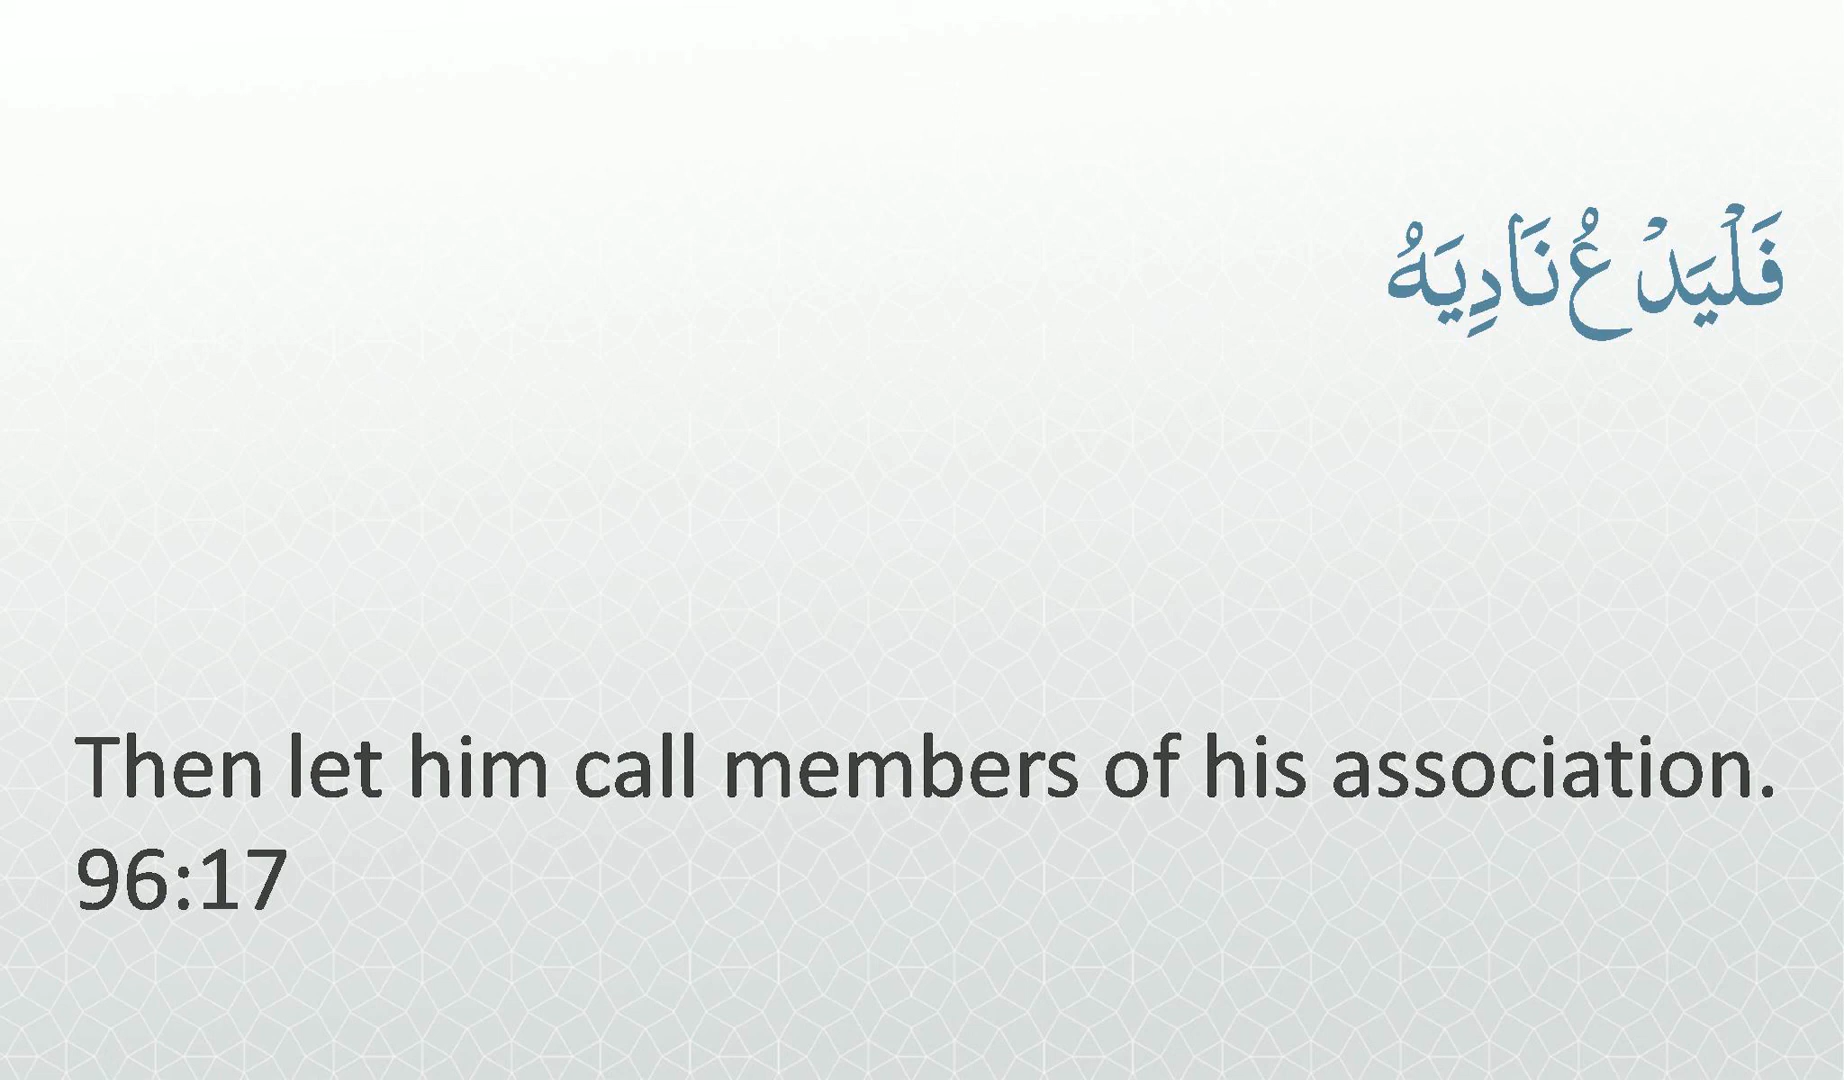 فَلْيَدْعُ نَادِيَهُ
Then let him call members of his association.
96:17